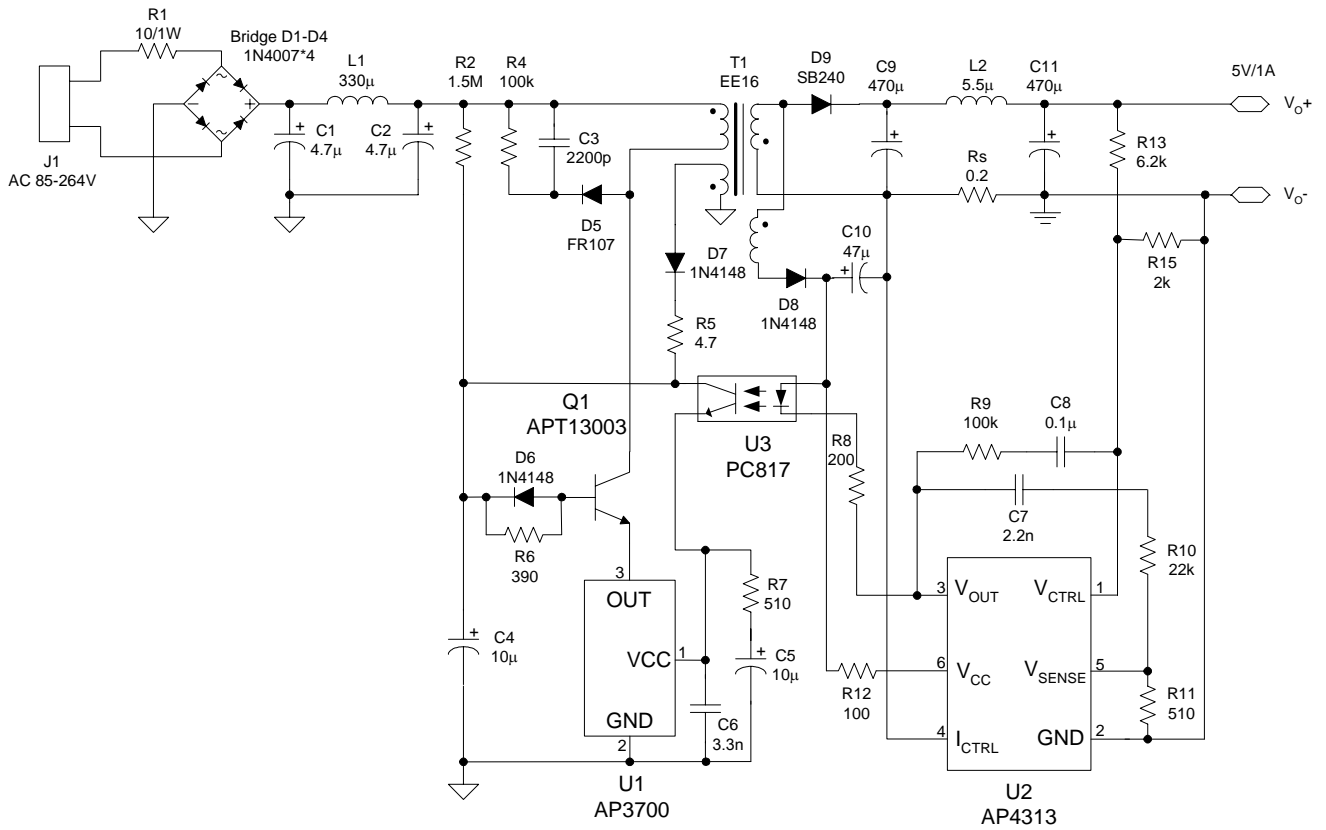 R1
10/1W
Bridge D1-D4
1N4007*4
L1
330μ
R2
1.5M
R4
100k
T1
EE16
D9
SB240
C9
470μ
L2
5.5μ
C11
470μ
5V/1A
VO+
J1
AC 85-264V
~
-
+
~
+
C1
4.7μ
C2
+
4.7μ
C3
2200p
+
Rs
0.2
+
R13
6.2k
VO-
D5
FR107
D7
1N4148
C10
47μ
+
R15
2k
D8
1N4148
R5
4.7
Q1
APT13003
U3
PC817
R8
200
R9
100k
C8
0.1μ
D6
1N4148
R6
390
C7
2.2n
R10
22k
3
OUT
VCC
1
GND
2
U1
AP3700
R7
510
+
C4
10μ
+
C5
10μ
C6
3.3n
R12
100
3
VOUT
VCTRL
1
6
VCC
VSENSE
5
4
ICTRL
GND
2
R11
510
U2
AP4313